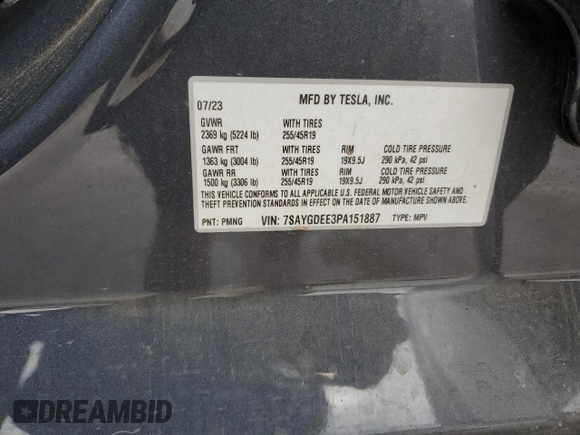 07/23 MFD BY TESLA, INC.
GVWR WITH TIRES
2369 kg (5224 lb) 255/45R19
GAWR FRT WITH TIRES RIM COLD TIRE PRESSURE
1363 kg (3004 lb) 255/45R19 19X9.5J 290 kPa, 42 psi
GAWR RR WITH TIRES RIM COLD TIRE PRESSURE
1500 kg (3306 lb) 255/45R19 19X9.5J 290 kPa, 42 psi
THIS VEHICLE CONFORMS TO ALL APPLICABLE U.S. FEDERAL MOTOR VEHICLE SAFETY AND
THEFT PREVENTION STANDARDS IN EFFECT ON THE DATE OF MANUFACTURE SHOWN ABOVE.
PNT: PMNG VIN: 7SAYGDEE3PA151887 TYPE: MPV
DREAMBID